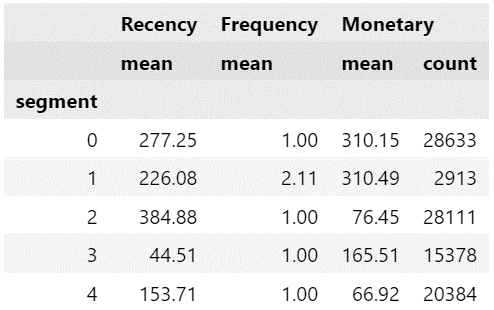 Recency Frequency Monetary
mean mean mean count
segment
0 277.25 1.00 310.15 28633
1 226.08 2.11 310.49 2913
2 384.88 1.00 76.45 28111
3 44.51 1.00 165.51 15378
4 153.71 1.00 66.92 20384